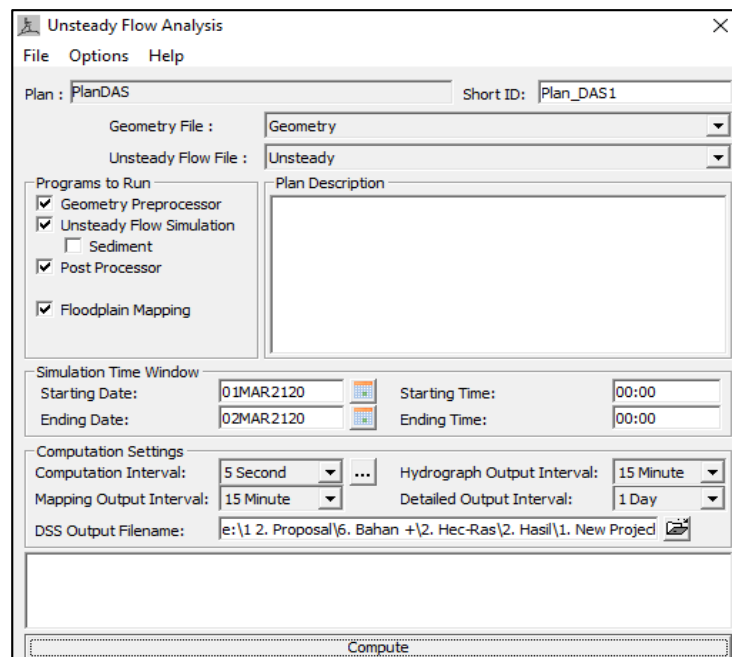 Unsteady Flow Analysis
File Options Help
Plan : PlanDAS Short ID: Plan_DAS1
Geometry File : Geometry
Unsteady Flow File : Unsteady
Programs to Run
Geometry Preprocessor
Unsteady Flow Simulation
Sediment
Post Processor
Floodplain Mapping
Plan Description
Simulation Time Window
Starting Date: 01MAR2120 Starting Time: 00:00
Ending Date: 02MAR2120 Ending Time: 00:00
Computation Settings
Computation Interval: 5 Second ... Hydrograph Output Interval: 15 Minute
Mapping Output Interval: 15 Minute Detailed Output Interval: 1 Day
DSS Output Filename: e:\1 2. Proposal\6. Bahan +\2. Hec-Ras\2. Hasil\1. New Project
Compute